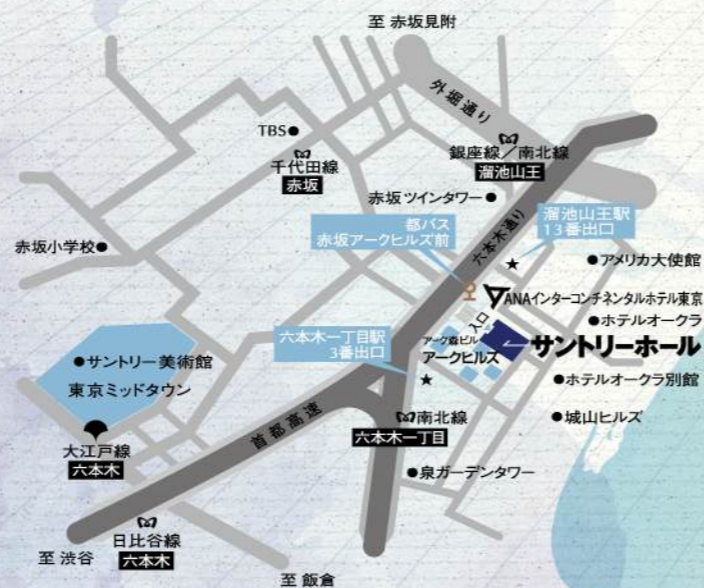 至 赤坂見附
外堀通り
TBS
千代田線
赤坂
銀座線／南北線
溜池山王
赤坂ツインタワー
六本木通り
溜池山王駅
13番出口
都バス
赤坂アークヒルズ前
赤坂小学校
アメリカ大使館
ANAインターコンチネンタルホテル東京
ホテルオークラ
入口
アーク森ビル
アークヒルズ
サントリーホール
六本木一丁目駅
3番出口
サントリー美術館
東京ミッドタウン
ホテルオークラ別館
城山ヒルズ
南北線
六本木一丁目
首都高速
大江戸線
六本木
泉ガーデンタワー
日比谷線
六本木
至 渋谷
至 飯倉